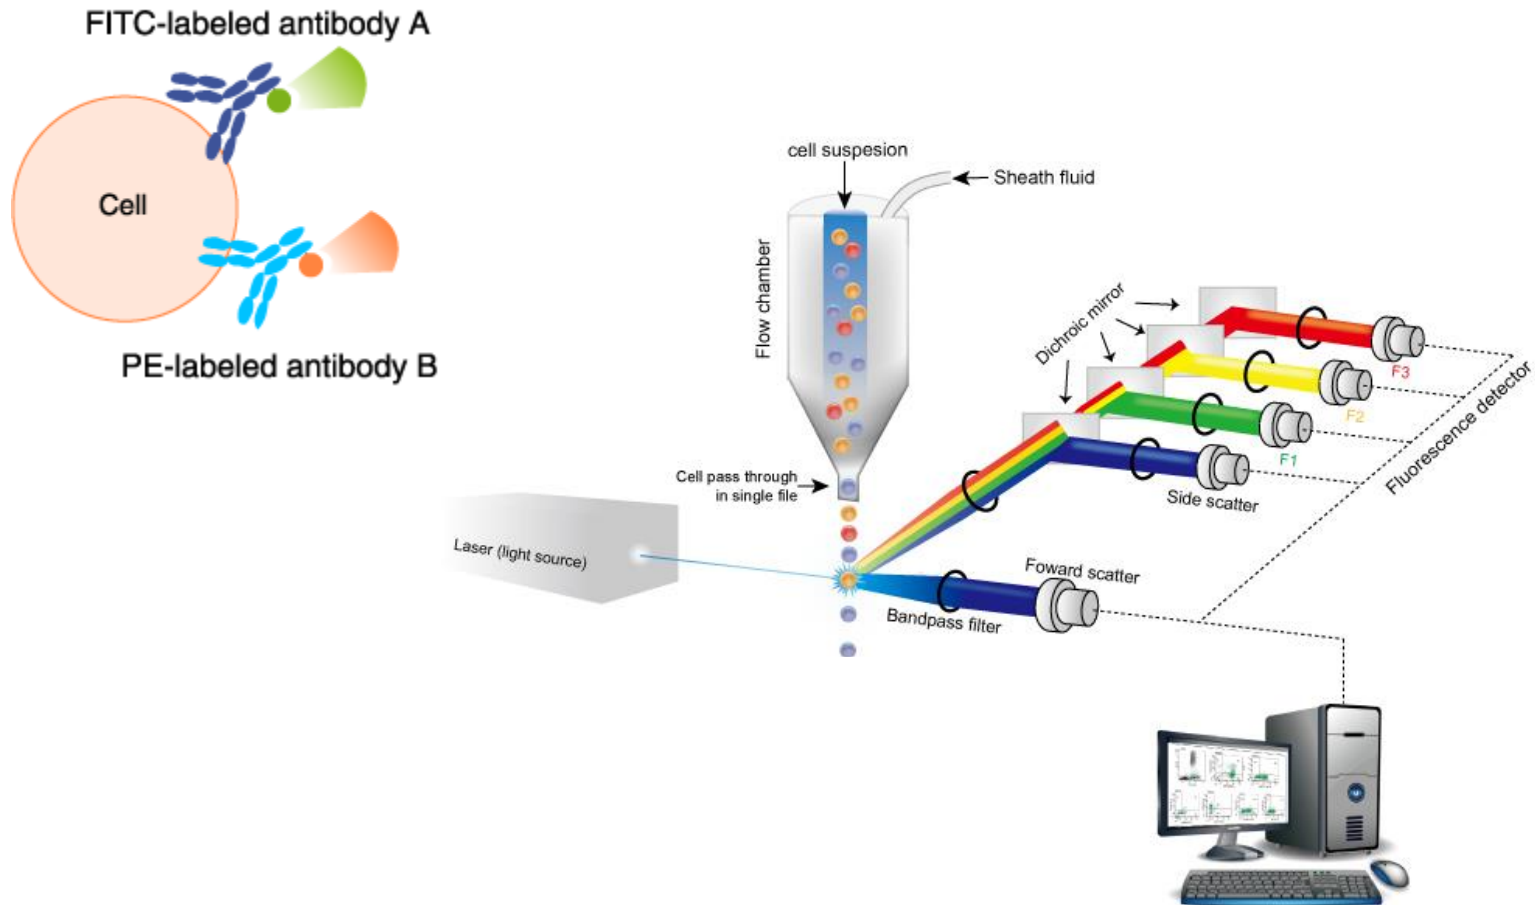 FITC-labeled antibody A
Cell
PE-labeled antibody B
cell suspesion
Sheath fluid
Flow chamber
Dichroic mirror
Cell pass through
in single file
F3
F2
F1
Side scatter
Fluorescence detector
Laser (light source)
Foward scatter
Bandpass filter